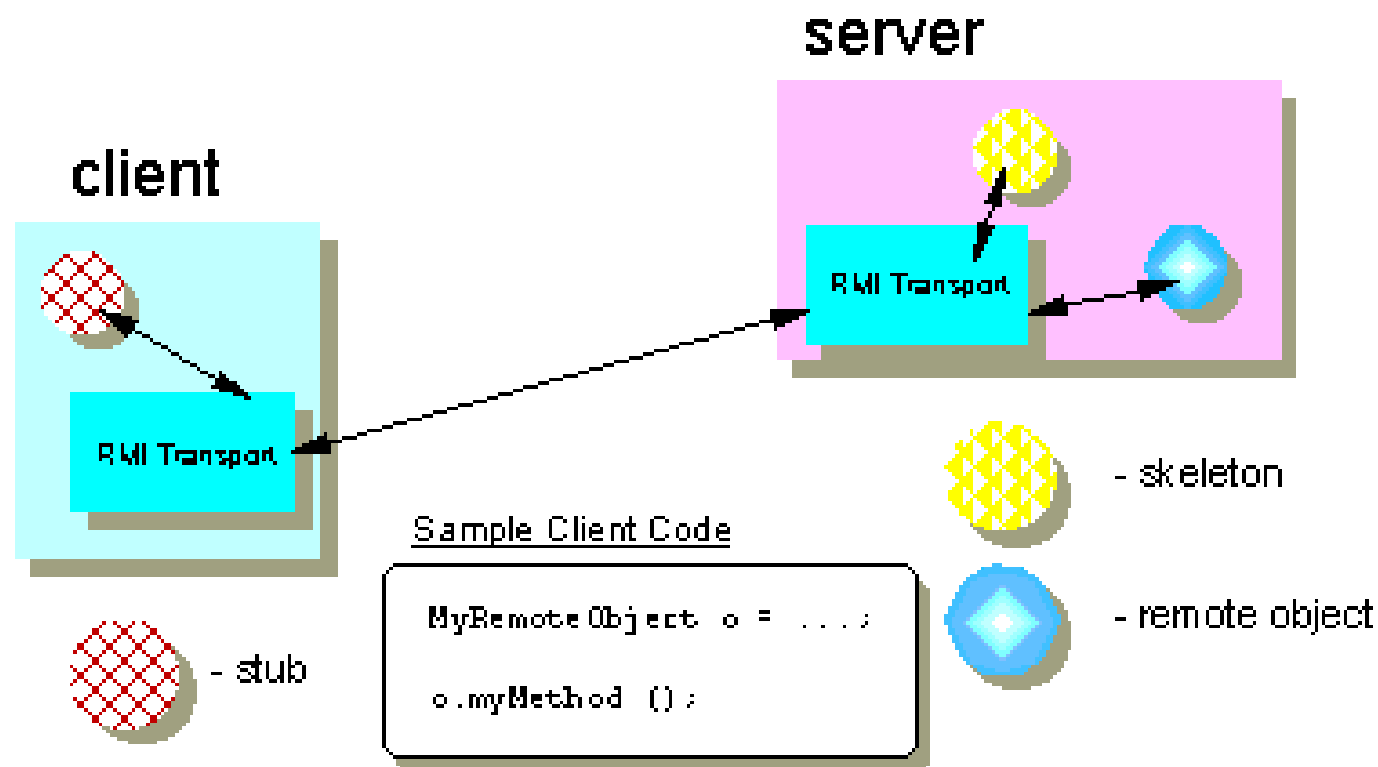 server
client
RMI Transport
RMI Transport
- skeleton
Sample Client Code
MyRemoteObject o = ...;
- remote object
- stub
o.myMethod ();